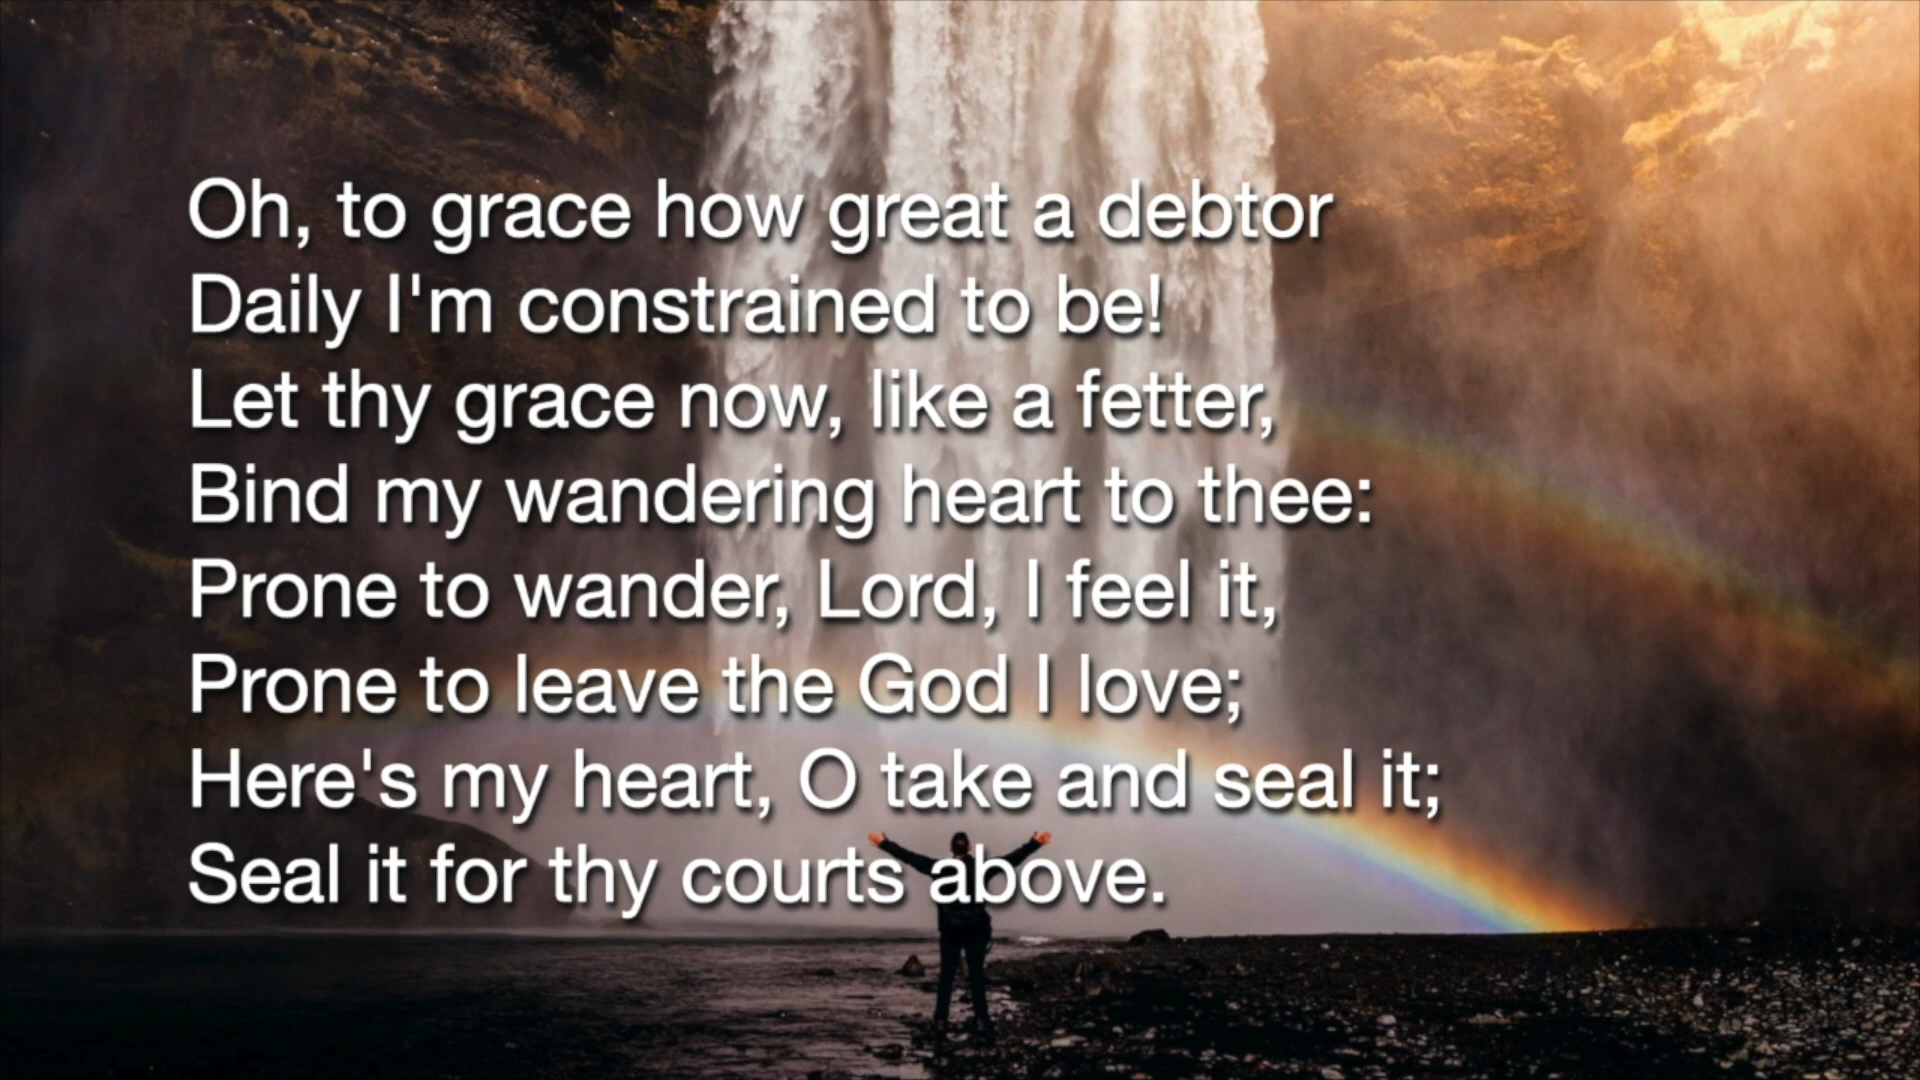 Oh, to grace how great a debtor
Daily I'm constrained to be!
Let thy grace now, like a fetter,
Bind my wandering heart to thee:
Prone to wander, Lord, I feel it,
Prone to leave the God I love;
Here's my heart, O take and seal it;
Seal it for thy courts above.